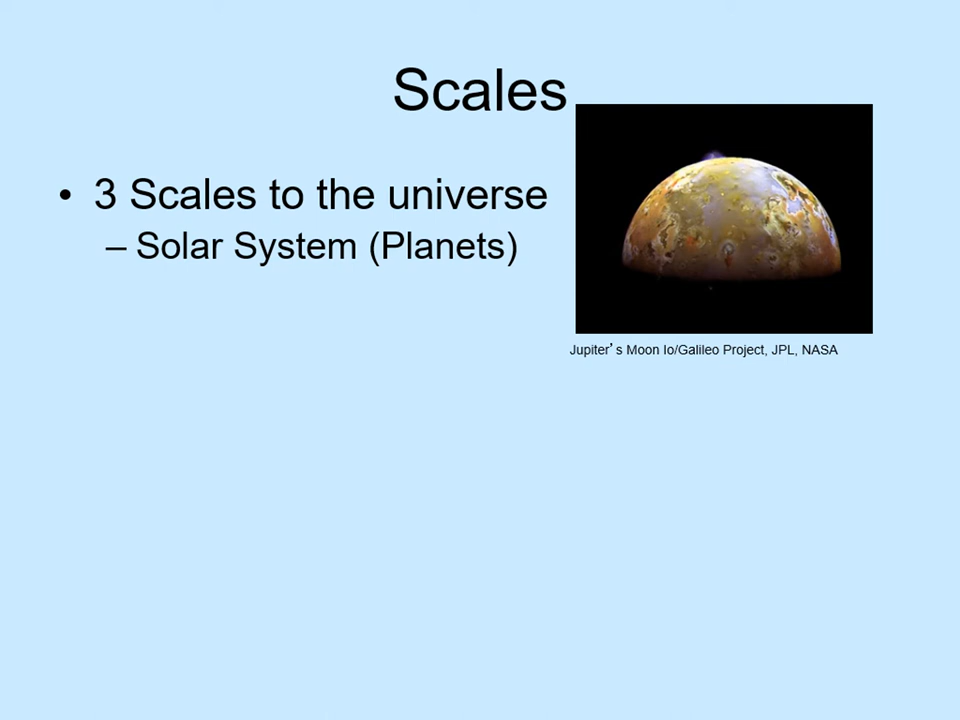 Scales
• 3 Scales to the universe
– Solar System (Planets)
Jupiter’s Moon Io/Galileo Project, JPL, NASA